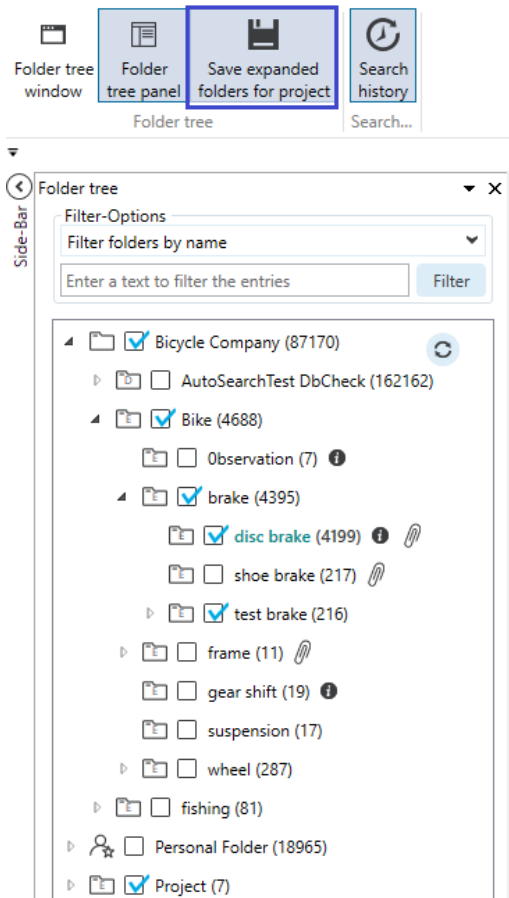 Folder tree window
Folder tree panel
Save expanded folders for project
Search history
Folder tree
Search...
Side-Bar
Folder tree
Filter-Options
Filter folders by name
Enter a text to filter the entries
Filter
Bicycle Company (87170)
D AutoSearchTest DbCheck (162162)
E Bike (4688)
E 0bservation (7) i
E brake (4395)
E disc brake (4199) i
E shoe brake (217)
E test brake (216)
E frame (11)
E gear shift (19) i
E suspension (17)
E wheel (287)
E fishing (81)
Personal Folder (18965)
E Project (7)